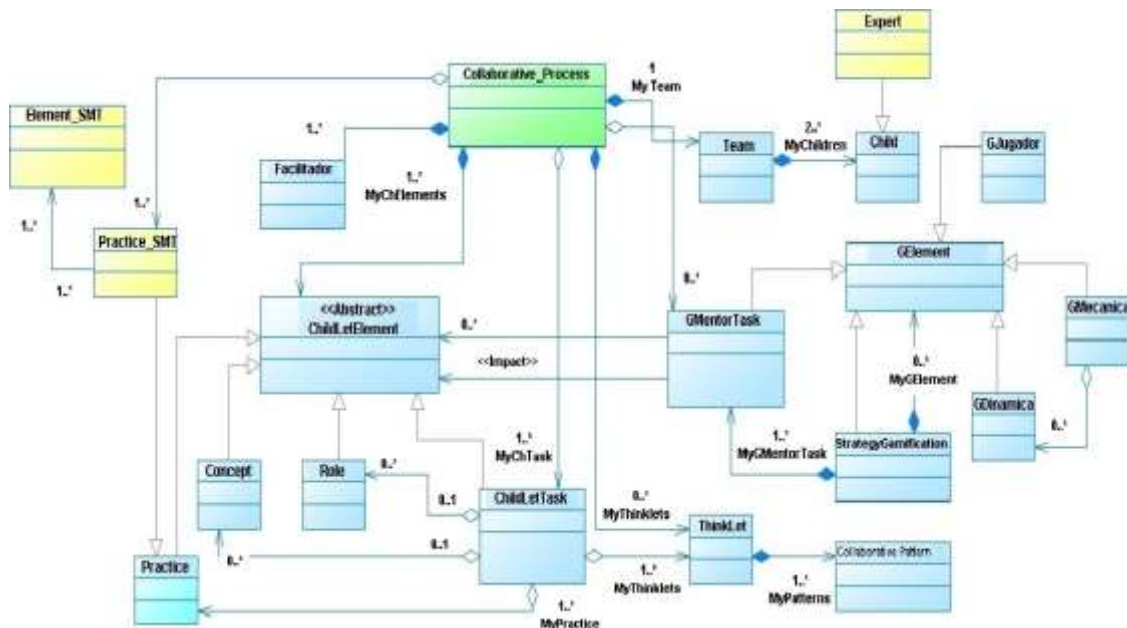 Expert
Collaborative_Process
1
My Team
Element_SMT
1..*
2..*
MyChildren
Team
Child
GJugador
Facilitador
1..*
MyChElements
1..*
1..*
Practice_SMT
1..*
GElement
0..*
<<Abstract>>
ChildLetElement
0..*
GMentorTask
GMecanica
<<Impact>>
0..*
MyGElement
GDinamica
0..*
1..*
MyChTask
1..*
MyGMentorTask
StrategyGamification
Concept
Role
0..*
0..1
ChildLetTask
0..*
MyThinklets
ThinkLet
Collaborative Pattern
0..1
0..*
Practice
1..*
MyThinklets
1..*
MyPatterns
1..*
MyPractice